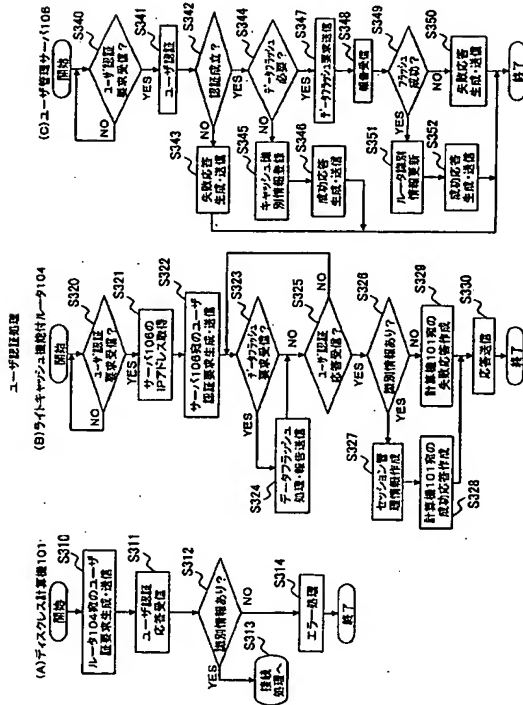 ユーザ認証処理
(A)ディスクレス計算機101
開始
S310
ルータ104宛のユーザ
証要求生成・送信
S311
ユーザ認証
応答受信
S312
識別情報あり?
YES
NO
S313
接続
処理へ
S314
エラー処理
終了
(B)ライトキャッシュ機能付ルータ104
開始
S320
ユーザ認証
要求受信?
NO
YES
S321
サーバ106の
IPアドレス取得
S322
サーバ106宛のユーザ
認証要求生成・送信
S323
データフラッシュ
要求受信?
YES
NO
S324
データフラッシュ
処理・報告送信
S325
ユーザ認証
応答受信?
NO
YES
S326
識別情報あり?
YES
NO
S327
セッション管
理情報作成
S328
計算機101宛の
成功応答作成
S329
計算機101宛の
失敗応答作成
S330
応答送信
終了
(C)ユーザ管理サーバ106
開始
S340
ユーザ認証
要求受信?
NO
YES
S341
ユーザ認証
S342
認証成立?
NO
YES
S343
失敗応答
生成・送信
S344
データフラッシュ
必要?
NO
YES
S345
キャッシュ識
別情報登録
S346
成功応答
生成・送信
S347
データフラッシュ要求送信
S348
報告受信
S349
フラッシュ
成功?
YES
NO
S350
失敗応答
生成・送信
S351
ルータ識別
情報更新
S352
成功応答
生成・送信
終了